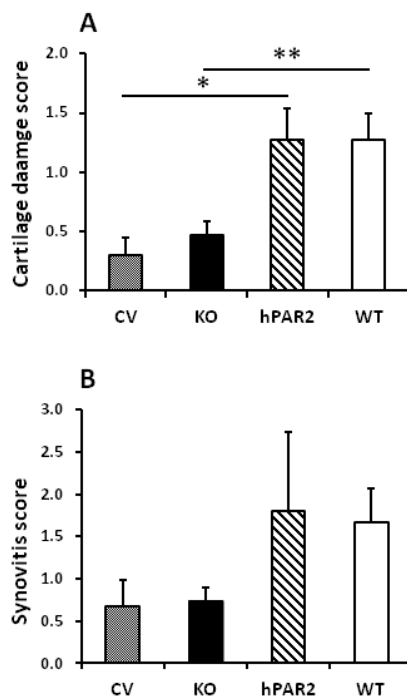 A
**
*
Cartilage daamge score
2.0
1.5
1.0
0.5
0.0
CV KO hPAR2 WT
B
Synovitis score
3.0
2.5
2.0
1.5
1.0
0.5
0.0
CV KO hPAR2 WT